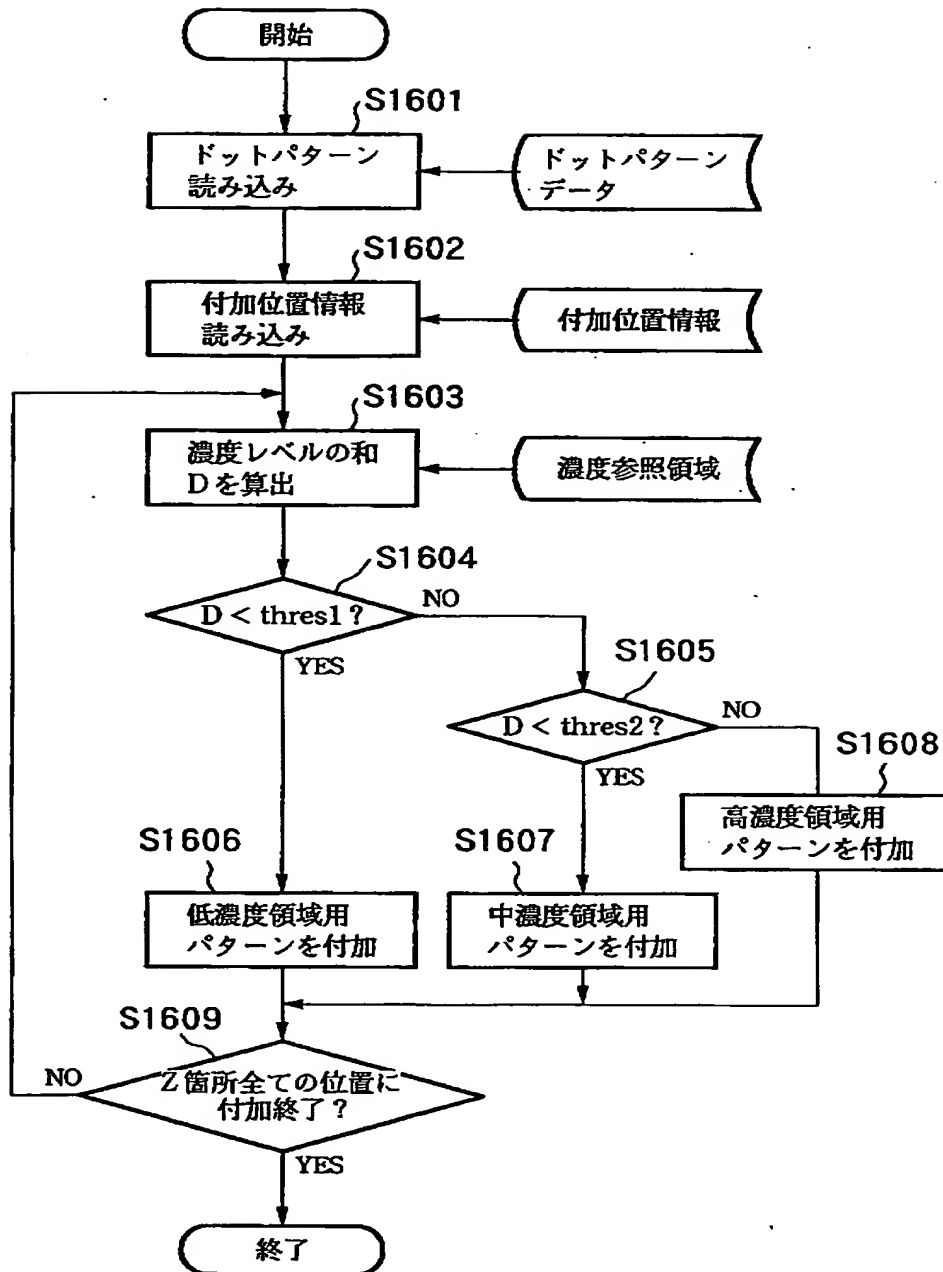 開始
S1601
ドットパターン
読み込み
ドットパターン
データ
S1602
付加位置情報
読み込み
付加位置情報
S1603
濃度レベルの和
Dを算出
濃度参照領域
S1604
D < thres1 ?
NO
YES
S1605
D < thres2 ?
NO
YES
S1608
高濃度領域用
パターンを付加
S1606
低濃度領域用
パターンを付加
S1607
中濃度領域用
パターンを付加
S1609
Z箇所全ての位置に
付加終了？
NO
YES
終了